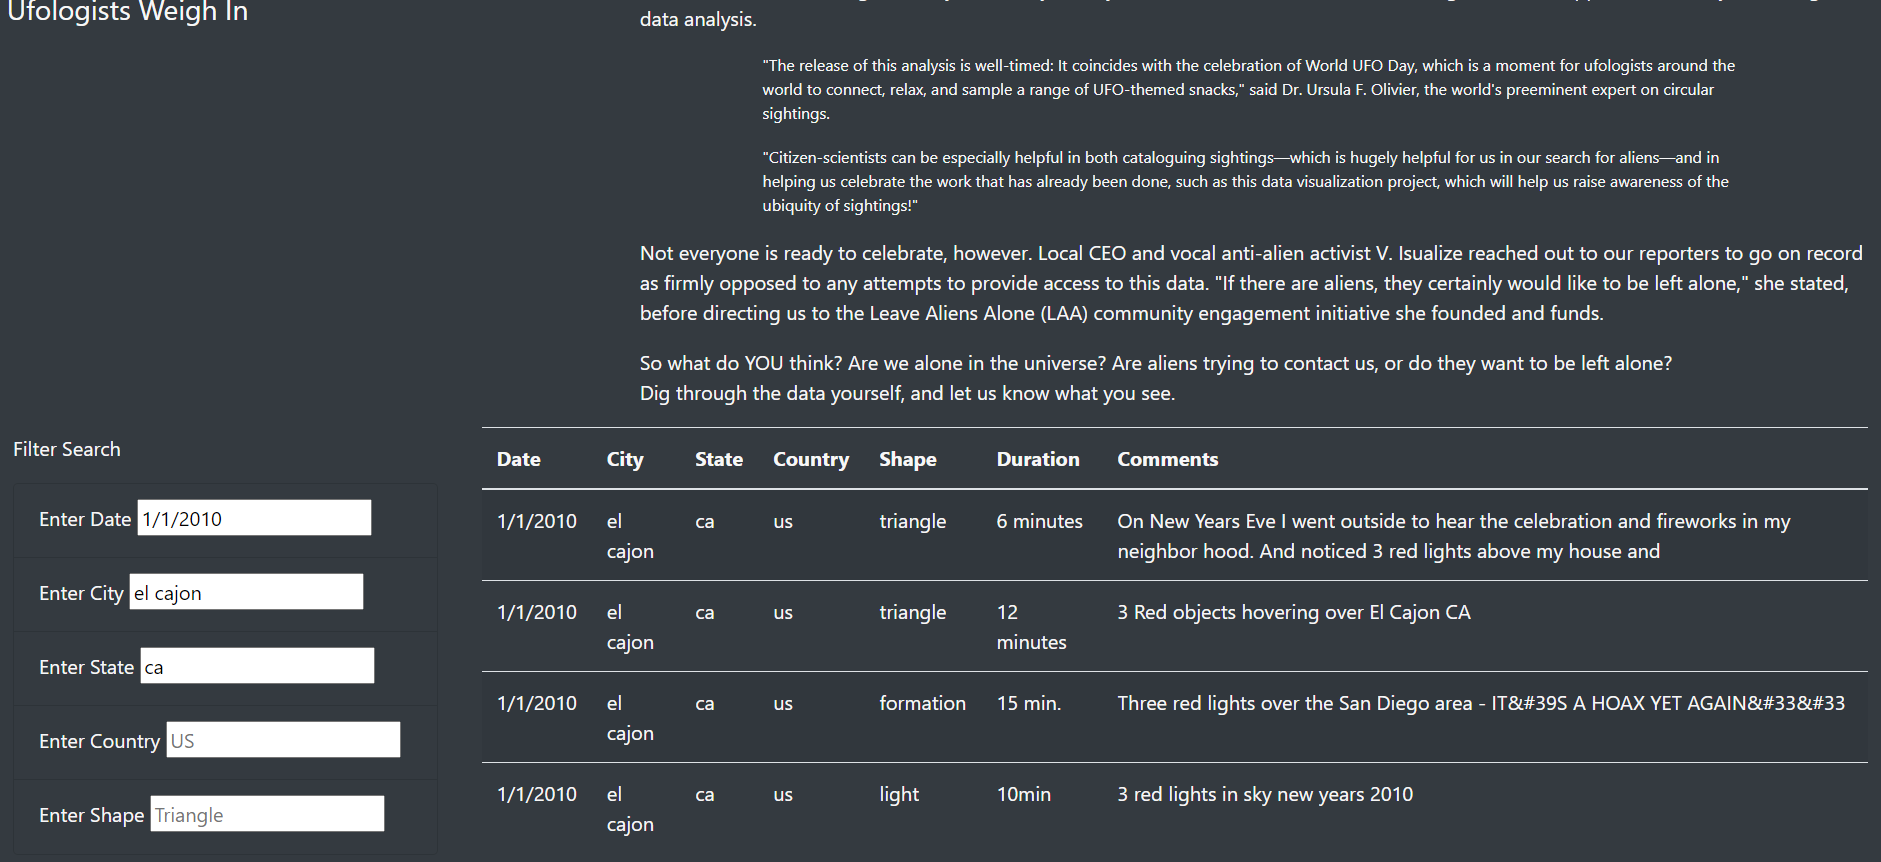 Ufologists Weigh In
data analysis.
"The release of this analysis is well-timed: It coincides with the celebration of World UFO Day, which is a moment for ufologists around the
world to connect, relax, and sample a range of UFO-themed snacks," said Dr. Ursula F. Olivier, the world's preeminent expert on circular
sightings.
"Citizen-scientists can be especially helpful in both cataloguing sightings—which is hugely helpful for us in our search for aliens—and in
helping us celebrate the work that has already been done, such as this data visualization project, which will help us raise awareness of the
ubiquity of sightings!"
Not everyone is ready to celebrate, however. Local CEO and vocal anti-alien activist V. Isualize reached out to our reporters to go on record
as firmly opposed to any attempts to provide access to this data. "If there are aliens, they certainly would like to be left alone," she stated,
before directing us to the Leave Aliens Alone (LAA) community engagement initiative she founded and funds.
So what do YOU think? Are we alone in the universe? Are aliens trying to contact us, or do they want to be left alone?
Dig through the data yourself, and let us know what you see.
Filter Search
Enter Date 1/1/2010
Enter City el cajon
Enter State ca
Enter Country US
Enter Shape Triangle
Date City State Country Shape Duration Comments
1/1/2010 el ca us triangle 6 minutes On New Years Eve I went outside to hear the celebration and fireworks in my
cajon neighbor hood. And noticed 3 red lights above my house and
1/1/2010 el ca us triangle 12 3 Red objects hovering over El Cajon CA
cajon minutes
1/1/2010 el ca us formation 15 min. Three red lights over the San Diego area - IT&#39S A HOAX YET AGAIN&#33&#33
cajon
1/1/2010 el ca us light 10min 3 red lights in sky new years 2010
cajon